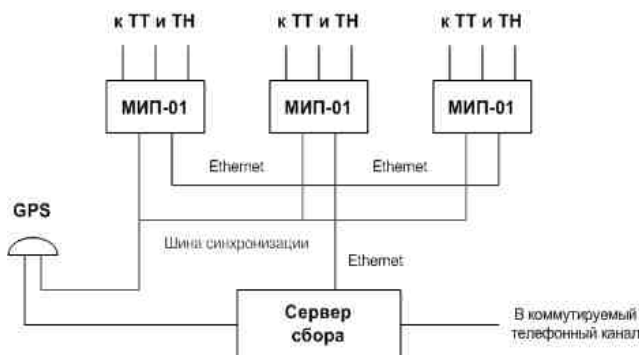 к ТТ и ТН
к ТТ и ТН
к ТТ и ТН
МИП-01
МИП-01
МИП-01
Ethernet
Ethernet
GPS
Шина синхронизации
Ethernet
Сервер
сбора
В коммутируемый
телефонный канал